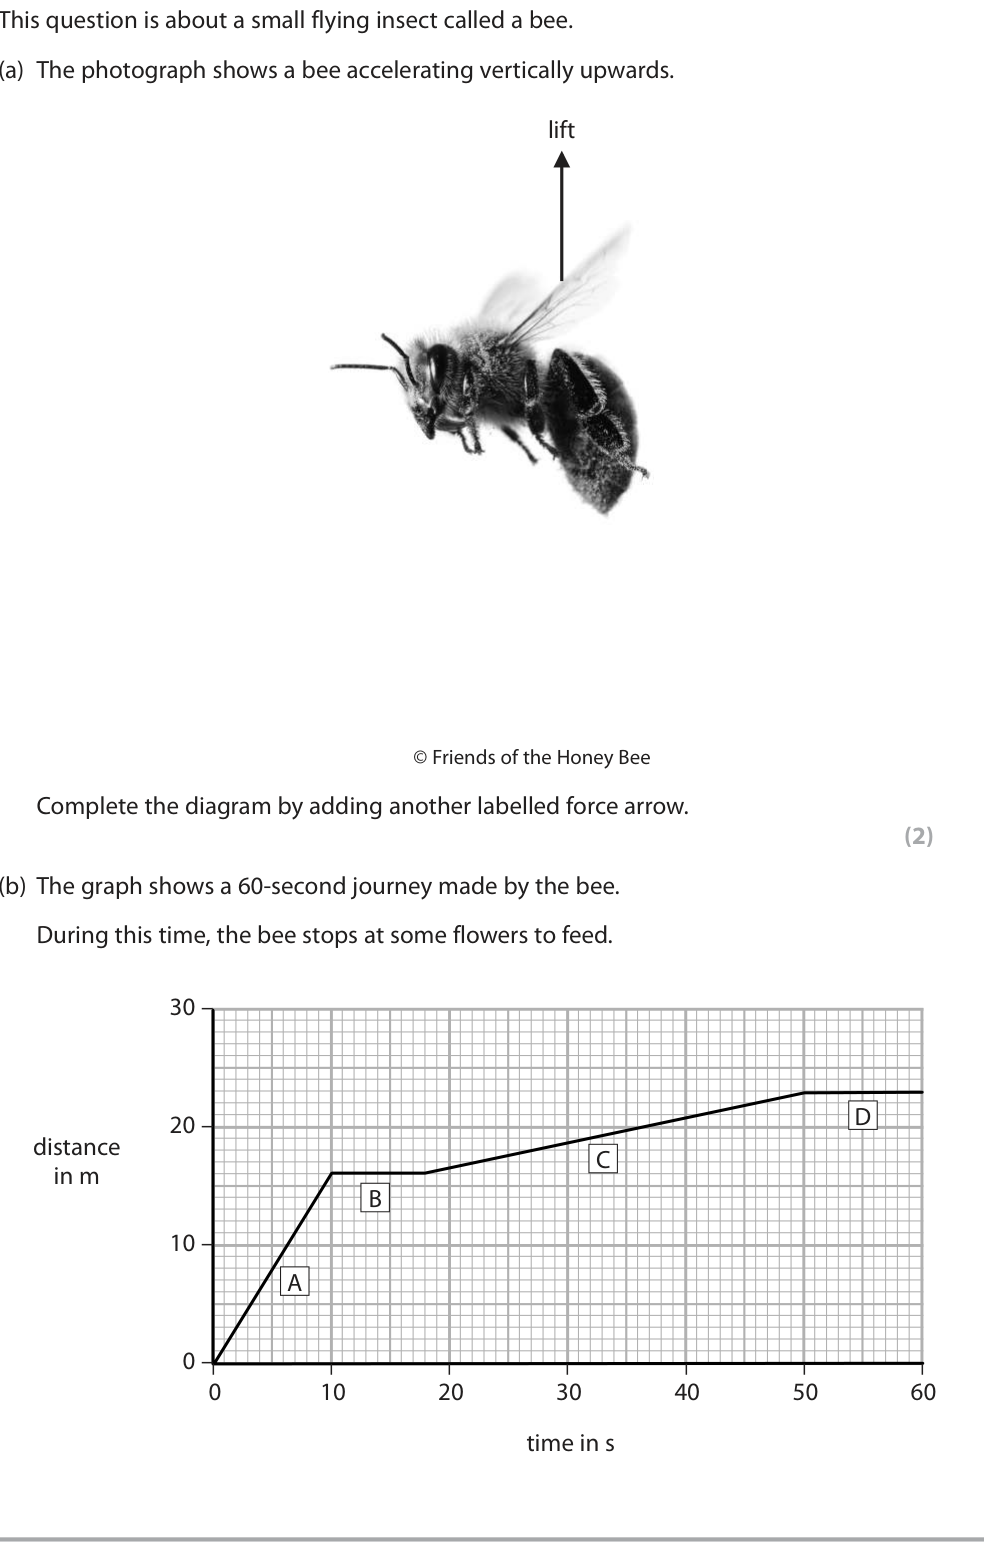 This question is about a small flying insect called a bee.
(a) The photograph shows a bee accelerating vertically upwards.
lift
© Friends of the Honey Bee
Complete the diagram by adding another labelled force arrow.
(2)
(b) The graph shows a 60-second journey made by the bee.
During this time, the bee stops at some flowers to feed.
30
20
10
0
distance
in m
A
B
C
D
0 10 20 30 40 50 60
time in s